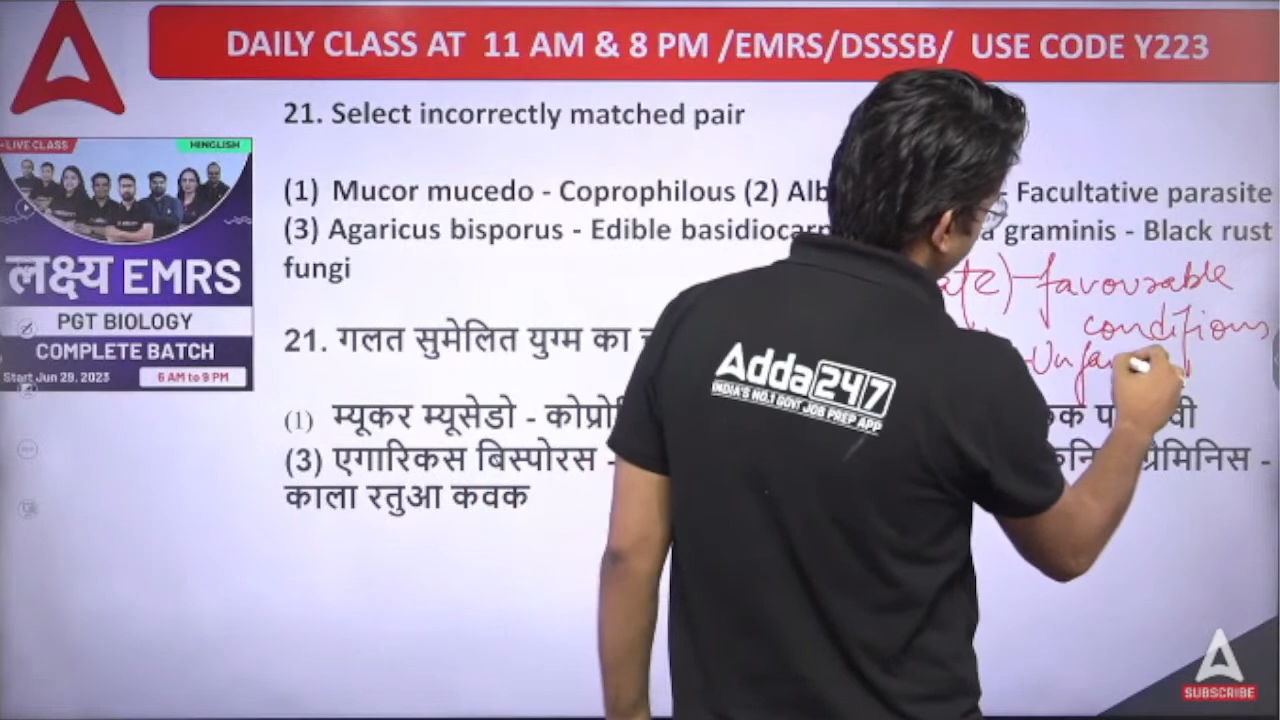 DAILY CLASS AT 11 AM & 8 PM /EMRS/DSSSB/ USE CODE Y223
LIVE CLASS
HINGLISH
लक्ष्य EMRS
PGT BIOLOGY
COMPLETE BATCH
Start Jun 29, 2023 6 AM to 9 PM
21. Select incorrectly matched pair
(1) Mucor mucedo - Coprophilous (2) - Facultative parasite
(3) Agaricus bisporus - Edible graminis - Black rust
fungi
favourable
conditions
21. गलत सुमेलित युग्म का
(1) म्यूकर म्यूसेडो -
(3) एगारिकस बिस्पोरस - -
काला रतुआ कवक
Adda247
INDIA'S NO.1 GOVT JOB PREP APP
SUBSCRIBE